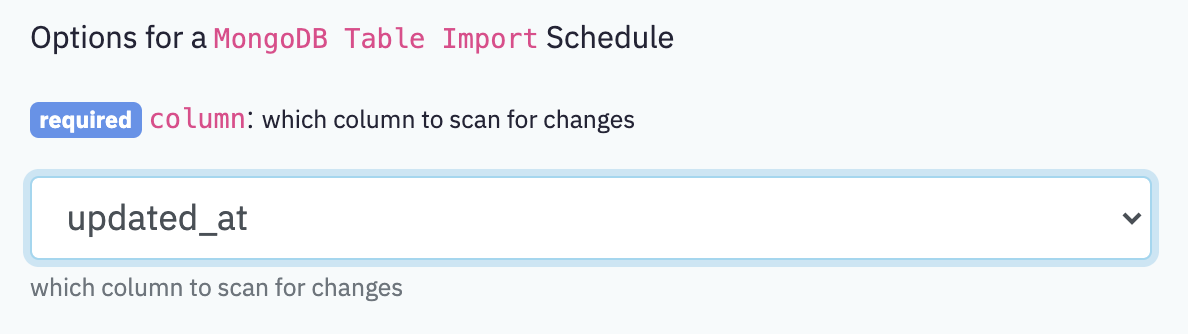 Options for a MongoDB Table Import Schedule
required column: which column to scan for changes
updated_at
which column to scan for changes